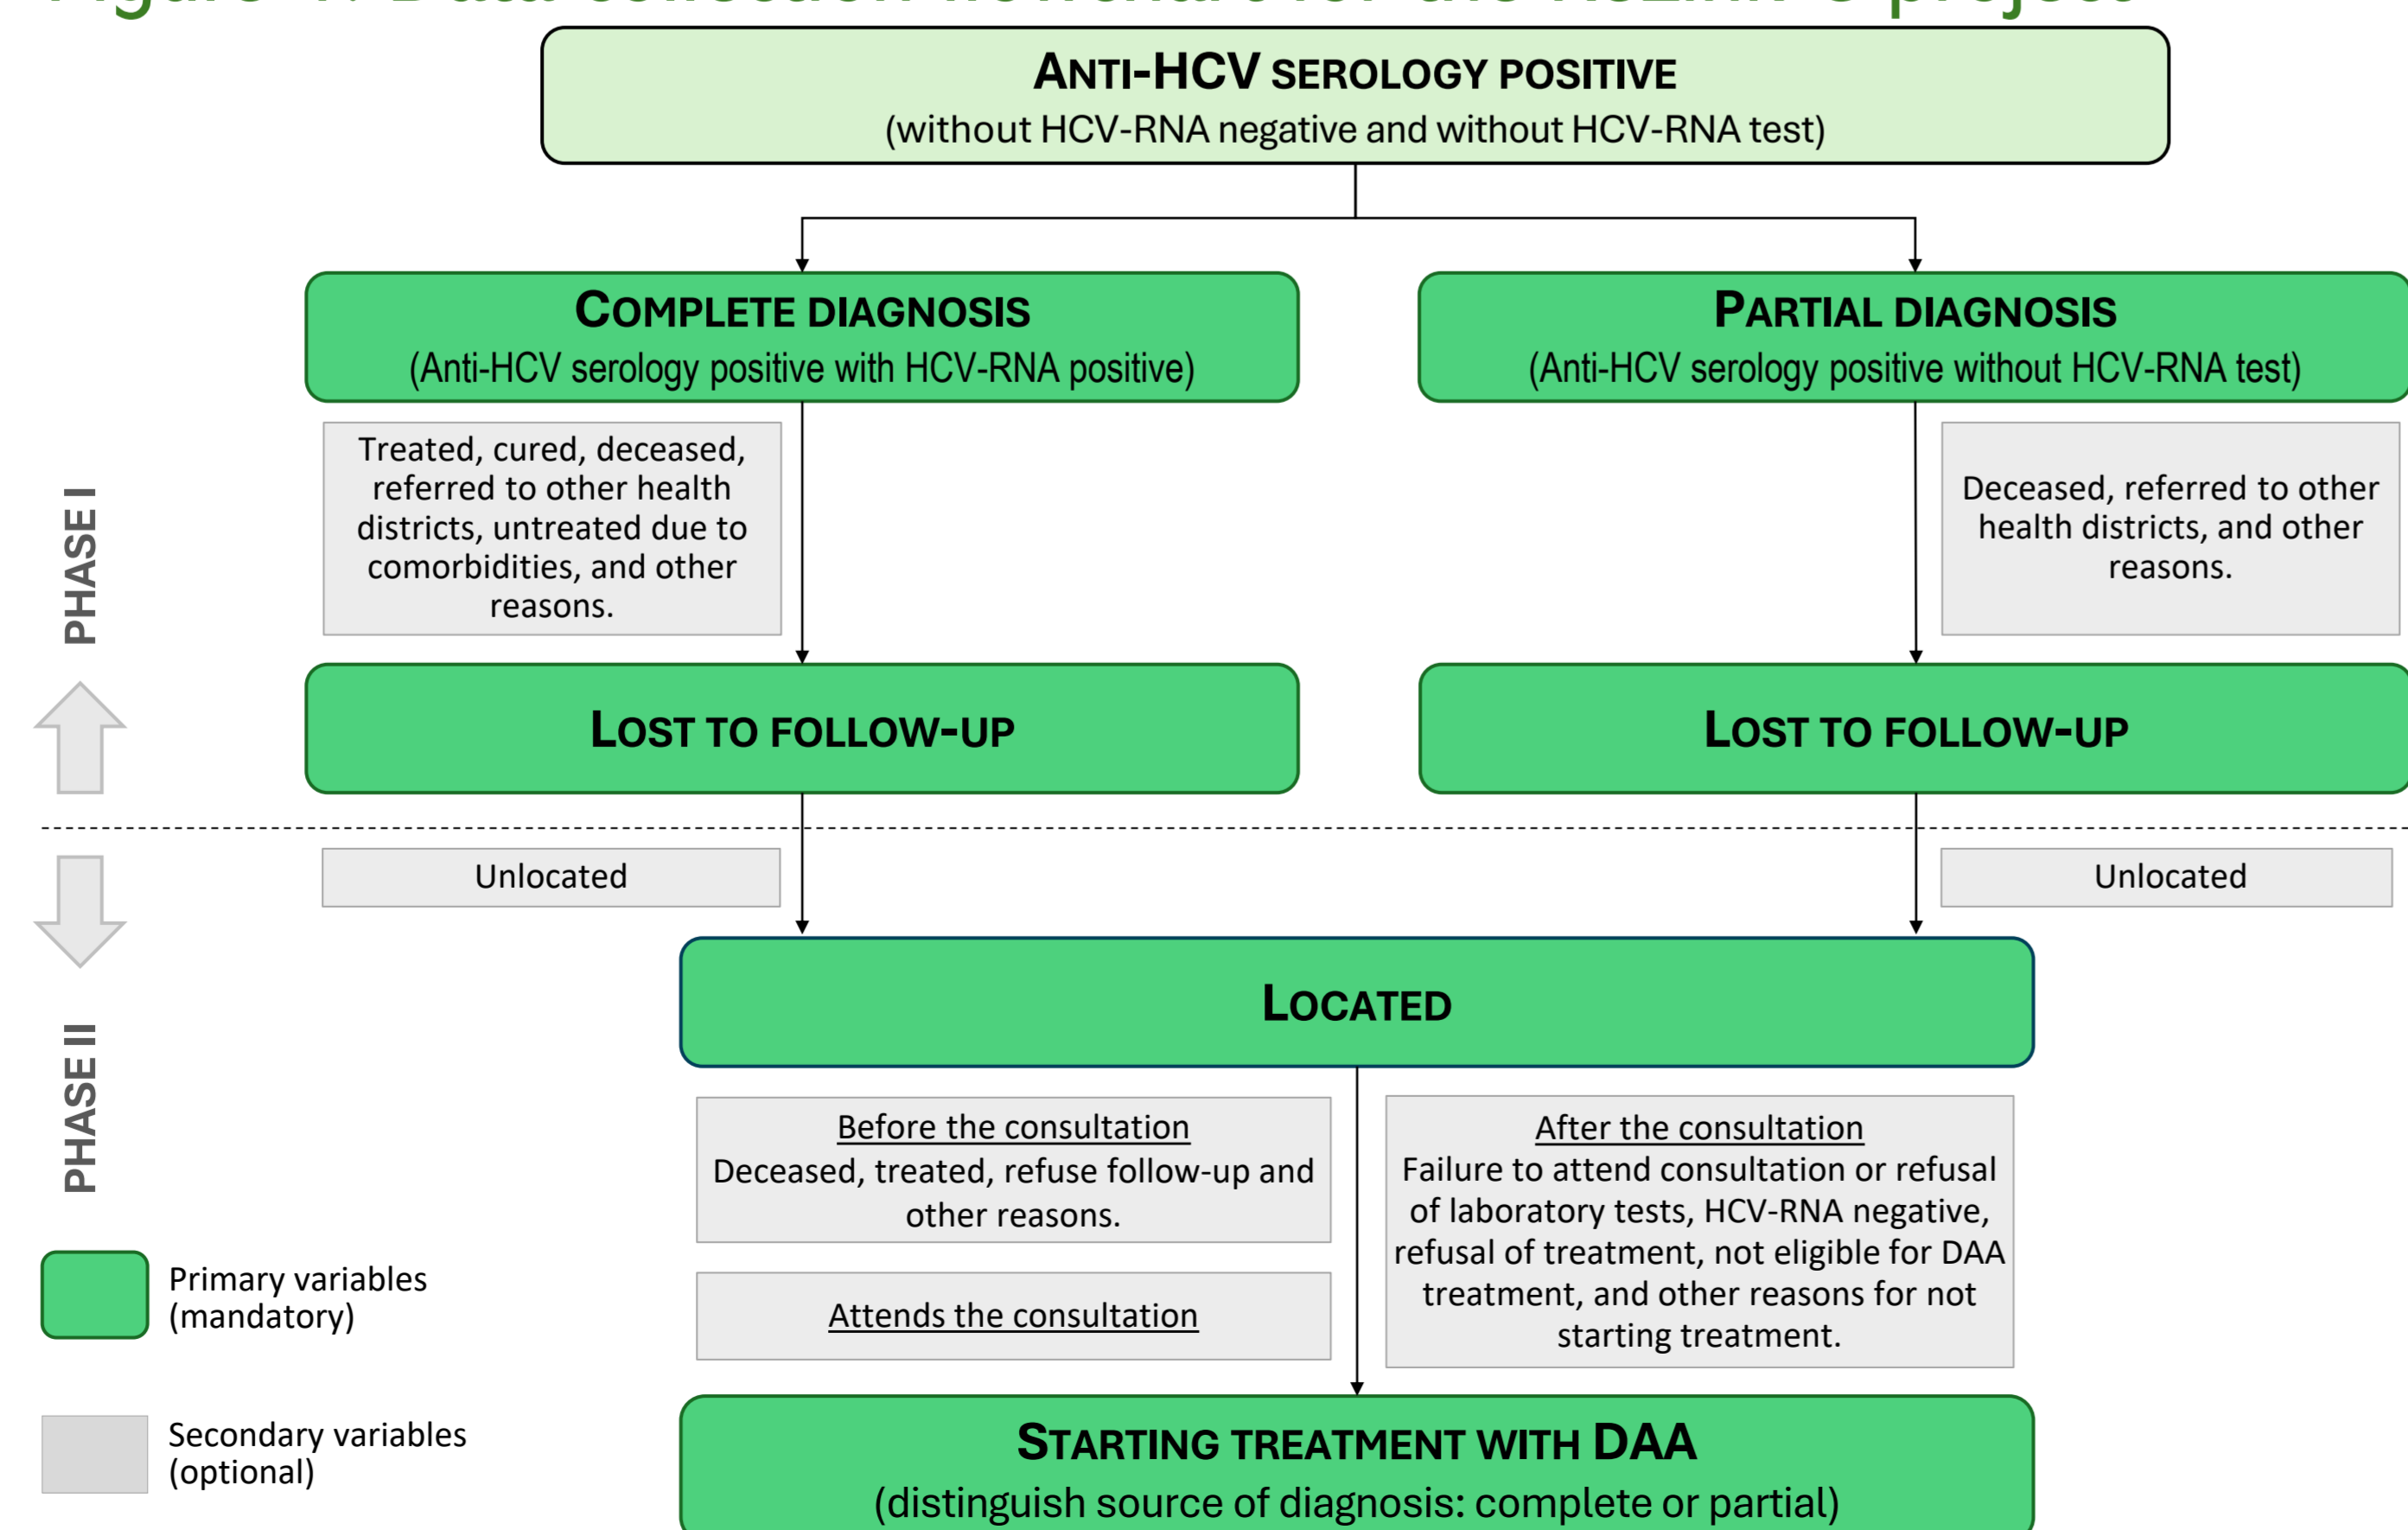 ANTI-HCV SEROLOGY POSITIVE
(without HCV-RNA negative and without HCV-RNA test)
COMPLETE DIAGNOSIS
(Anti-HCV serology positive with HCV-RNA positive)
PARTIAL DIAGNOSIS
(Anti-HCV serology positive without HCV-RNA test)
PHASE I
Treated, cured, deceased,
referred to other health
districts, untreated due to
comorbidities, and other
reasons.
Deceased, referred to other
health districts, and other
reasons.
LOST TO FOLLOW-UP
LOST TO FOLLOW-UP
Unlocated
Unlocated
PHASE II
LOCATED
Before the consultation
Deceased, treated, refuse follow-up and
other reasons.
Attends the consultation
After the consultation
Failure to attend consultation or refusal
of laboratory tests, HCV-RNA negative,
refusal of treatment, not eligible for DAA
treatment, and other reasons for not
starting treatment.
Primary variables
(mandatory)
Secondary variables
(optional)
STARTING TREATMENT WITH DAA
(distinguish source of diagnosis: complete or partial)